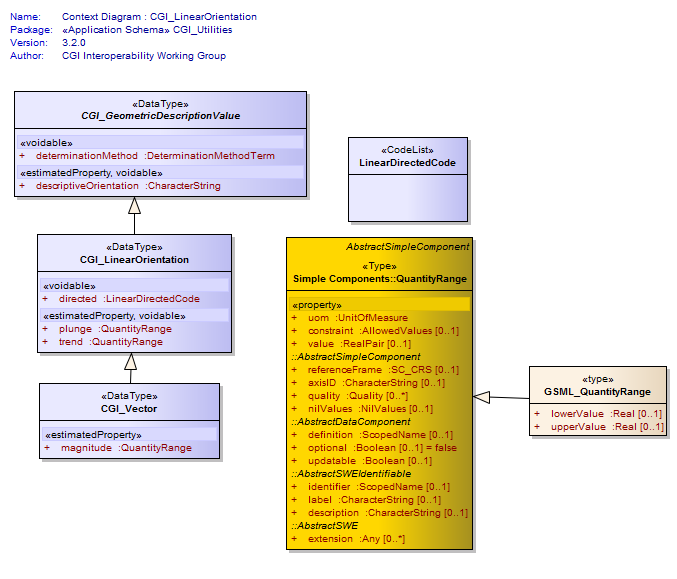 Name: Context Diagram : CGI_LinearOrientation
Package: «Application Schema» CGI_Utilities
Version: 3.2.0
Author: CGI Interoperability Working Group
«DataType»
CGI_GeometricDescriptionValue
«voidable»
+ determinationMethod :DeterminationMethodTerm
«estimatedProperty, voidable»
+ descriptiveOrientation :CharacterString
«CodeList»
LinearDirectedCode
«DataType»
CGI_LinearOrientation
«voidable»
+ directed :LinearDirectedCode
«estimatedProperty, voidable»
+ plunge :QuantityRange
+ trend :QuantityRange
«DataType»
CGI_Vector
«estimatedProperty»
+ magnitude :QuantityRange
AbstractSimpleComponent
«Type»
Simple Components::QuantityRange
«property»
+ uom :UnitOfMeasure
+ constraint :AllowedValues [0..1]
+ value :RealPair [0..1]
::AbstractSimpleComponent
+ referenceFrame :SC_CRS [0..1]
+ axisID :CharacterString [0..1]
+ quality :Quality [0..*]
+ nilValues :NilValues [0..1]
::AbstractDataComponent
+ definition :ScopedName [0..1]
+ optional :Boolean [0..1] = false
+ updatable :Boolean [0..1]
::AbstractSWEIdentifiable
+ identifier :ScopedName [0..1]
+ label :CharacterString [0..1]
+ description :CharacterString [0..1]
::AbstractSWE
+ extension :Any [0..*]
«type»
GSML_QuantityRange
+ lowerValue :Real [0..1]
+ upperValue :Real [0..1]